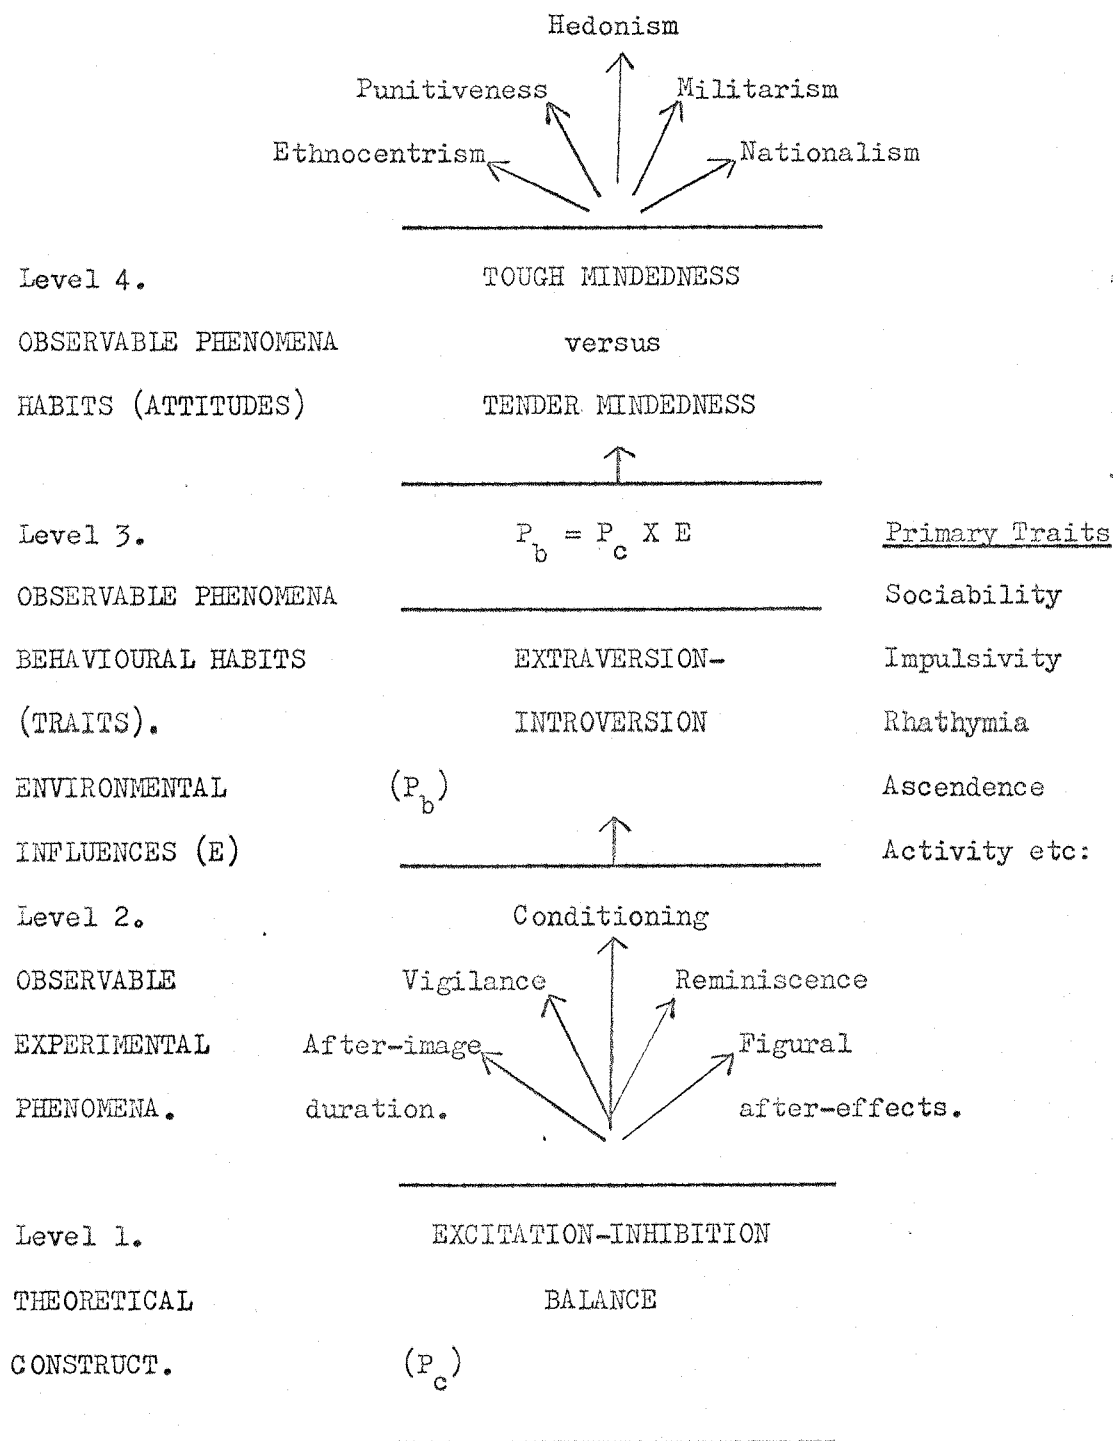 Hedonism
Punitiveness Militarism
Ethnocentrism Nationalism
Level 4. TOUGH MINDEDNESS
OBSERVABLE PHENOMENA versus
HABITS (ATTITUDES) TENDER MINDEDNESS
Level 3. P_b = P_c X E Primary Traits
OBSERVABLE PHENOMENA Sociability
BEHAVIOURAL HABITS EXTRAVERSION- Impulsivity
(TRAITS). INTROVERSION Rhathymia
ENVIRONMENTAL (P_b) Ascendence
INFLUENCES (E) Activity etc:
Level 2. Conditioning
OBSERVABLE Vigilance Reminiscence
EXPERIMENTAL After-image Figural
PHENOMENA. duration. after-effects.
Level 1. EXCITATION-INHIBITION
THEORETICAL BALANCE
CONSTRUCT. (P_c)